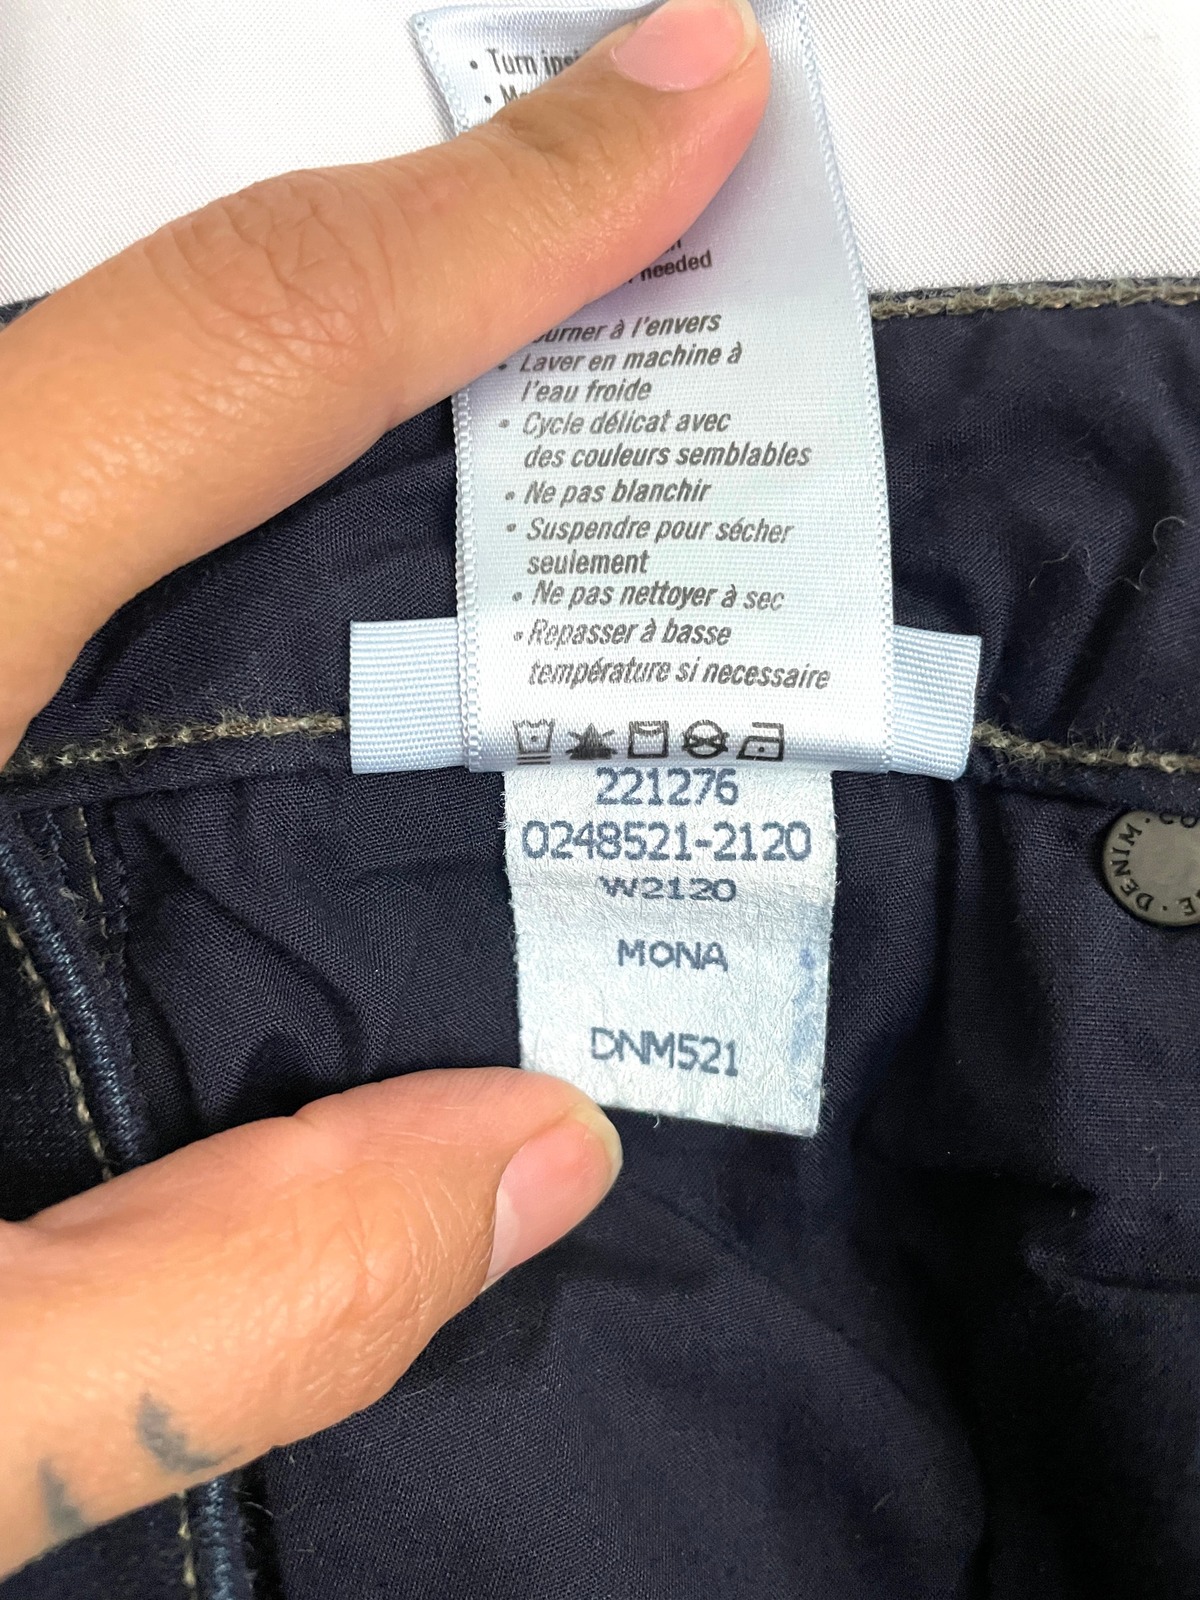 • Turn
needed
à l'envers
• Laver en machine à
l'eau froide
• Cycle délicat avec
des couleurs semblables
• Ne pas blanchir
• Suspendre pour sécher
seulement
• Ne pas nettoyer à sec
• Repasser à basse
température si necessaire
221276
0248521-2120
W2120
MONA
DNM521
DENIM.